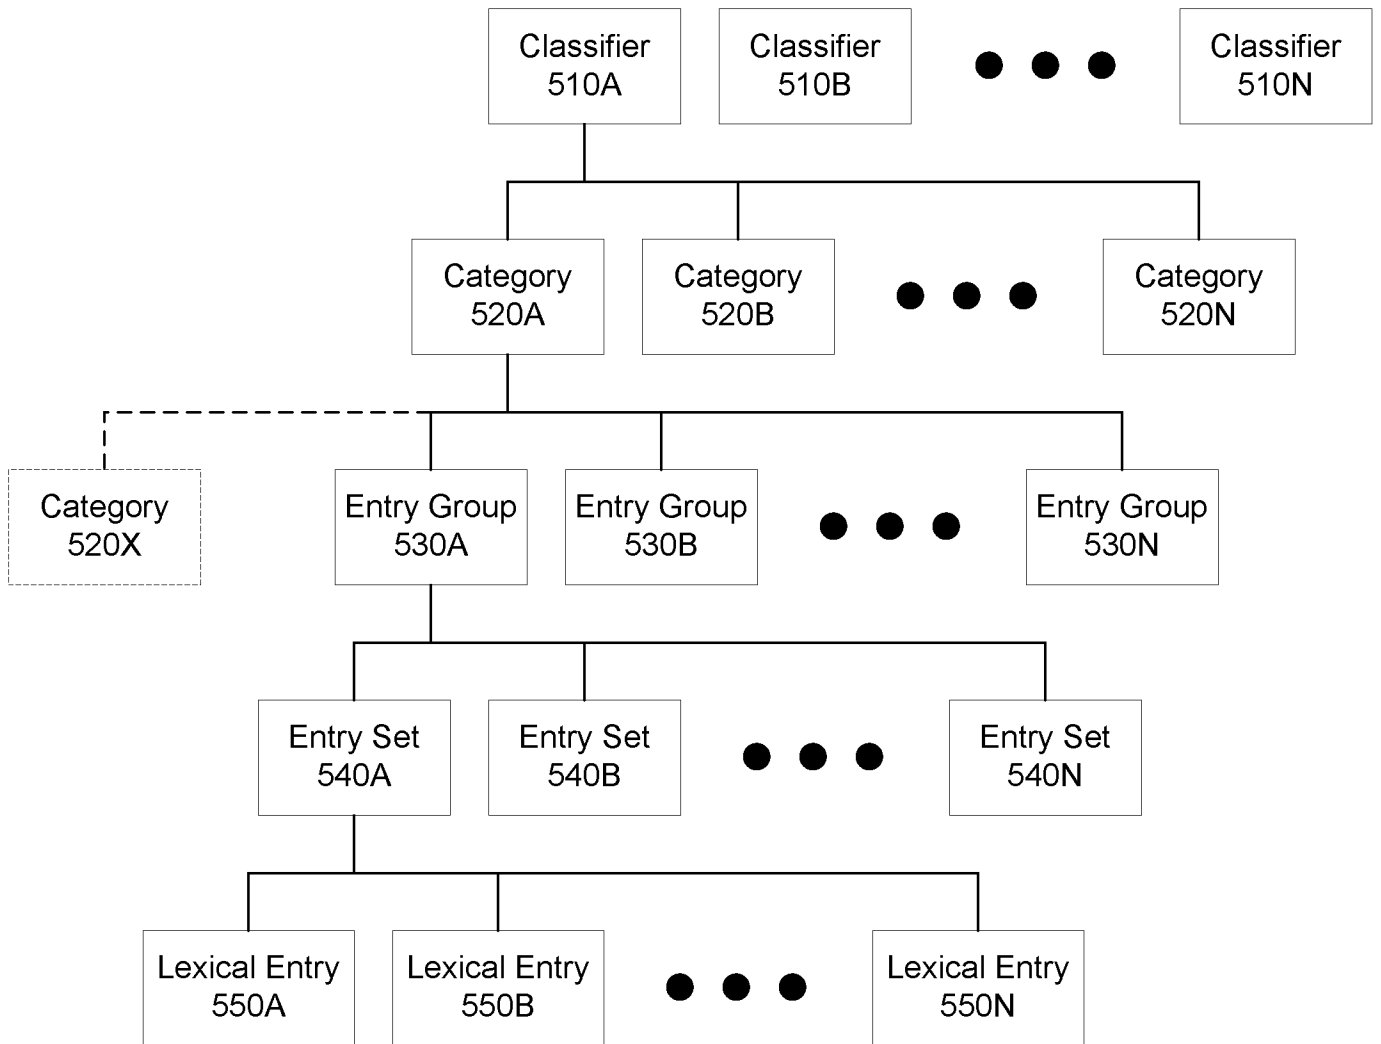 Classifier
510A
Classifier
510B
Classifier
510N
Category
520A
Category
520B
Category
520N
Category
520X
Entry Group
530A
Entry Group
530B
Entry Group
530N
Entry Set
540A
Entry Set
540B
Entry Set
540N
Lexical Entry
550A
Lexical Entry
550B
Lexical Entry
550N